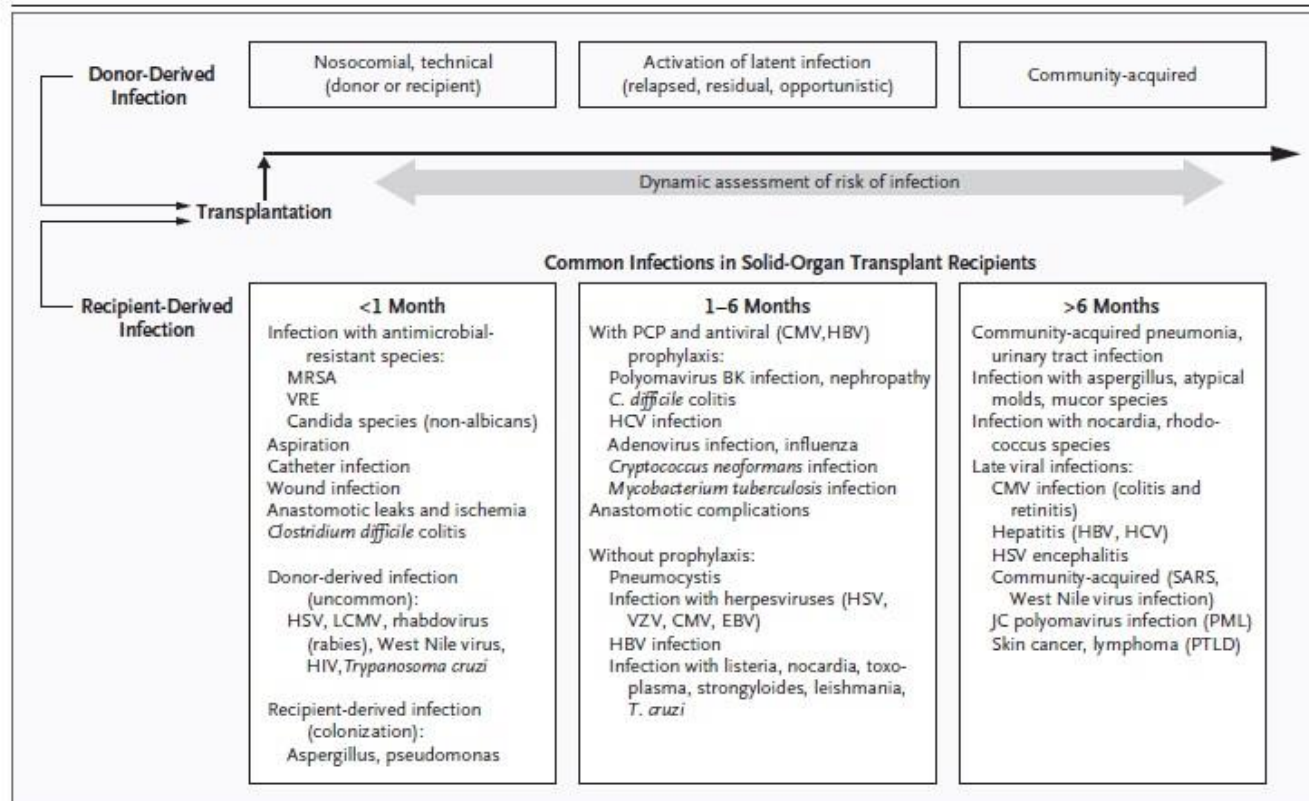 Donor-Derived
Infection
Nosocomial, technical
(donor or recipient)
Activation of latent infection
(relapsed, residual, opportunistic)
Community-acquired
Dynamic assessment of risk of infection
Transplantation
Common Infections in Solid-Organ Transplant Recipients
Recipient-Derived
Infection
<1 Month
Infection with antimicrobial-
resistant species:
MRSA
VRE
Candida species (non-albicans)
Aspiration
Catheter infection
Wound infection
Anastomotic leaks and ischemia
Clostridium difficile colitis
Donor-derived infection
(uncommon):
HSV, LCMV, rhabdovirus
(rabies), West Nile virus,
HIV, Trypanosoma cruzi
Recipient-derived infection
(colonization):
Aspergillus, pseudomonas
1–6 Months
With PCP and antiviral (CMV,HBV)
prophylaxis:
Polyomavirus BK infection, nephropathy
C. difficile colitis
HCV infection
Adenovirus infection, influenza
Cryptococcus neoformans infection
Mycobacterium tuberculosis infection
Anastomotic complications
Without prophylaxis:
Pneumocystis
Infection with herpesviruses (HSV,
VZV, CMV, EBV)
HBV infection
Infection with listeria, nocardia, toxo-
plasma, strongyloides, leishmania,
T. cruzi
>6 Months
Community-acquired pneumonia,
urinary tract infection
Infection with aspergillus, atypical
molds, mucor species
Infection with nocardia, rhodo-
coccus species
Late viral infections:
CMV infection (colitis and
retinitis)
Hepatitis (HBV, HCV)
HSV encephalitis
Community-acquired (SARS,
West Nile virus infection)
JC polyomavirus infection (PML)
Skin cancer, lymphoma (PTLD)